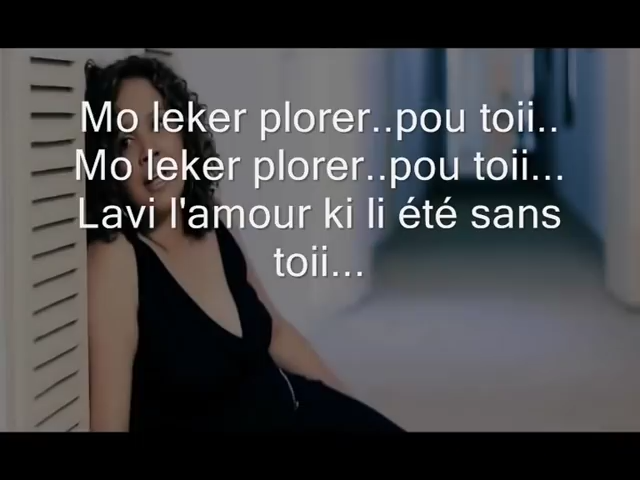 Mo leker plorer..pou toii..
Mo leker plorer..pou toii...
Lavi l'amour ki li été sans
toii...